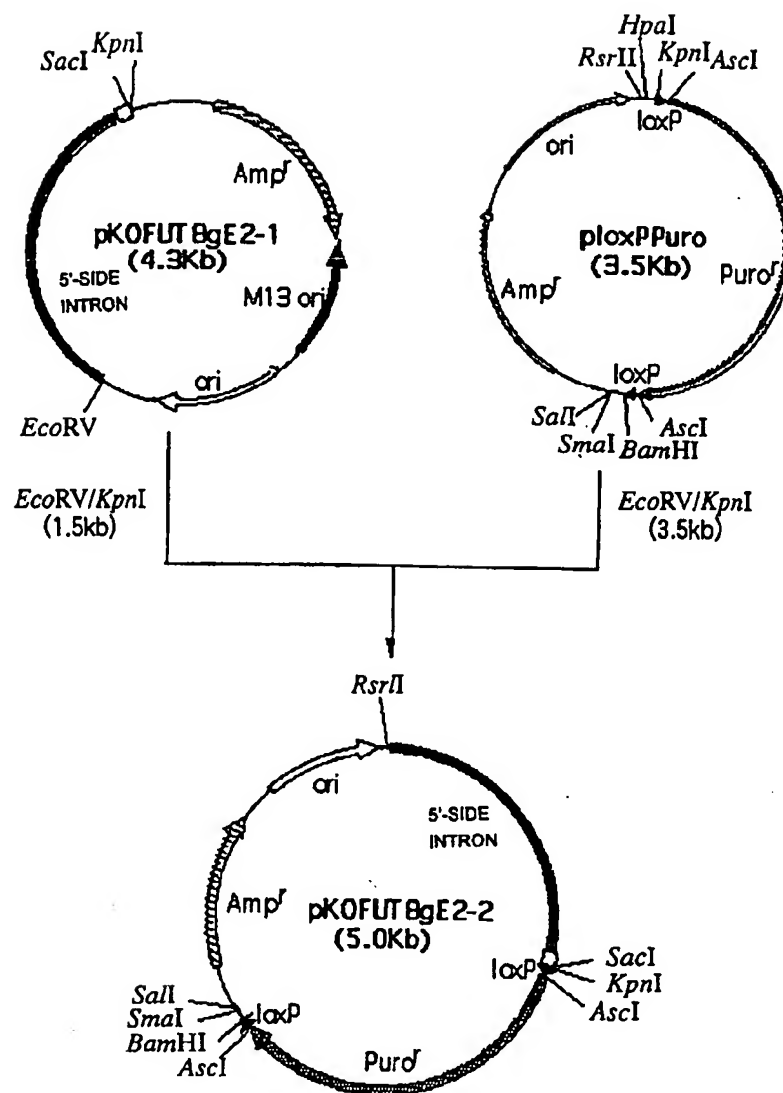 HpaI
SacI KpnI
RsrII KpnI AscI
loxP
ori
Ampr
pKOFUT8gE2-1
(4.3Kb)
ploxPPuro
(3.5Kb)
5'-SIDE
INTRON
M13 ori
Ampr
Puror
ori
loxP
EcoRV
SalI
SmaI
BamHI
AscI
EcoRV/KpnI
(1.5kb)
EcoRV/KpnI
(3.5kb)
RsrII
ori
5'-SIDE
INTRON
Ampr
pKOFUT8gE2-2
(5.0Kb)
loxP
SacI
KpnI
AscI
SalI
SmaI
BamHI
AscI
loxP
Puror